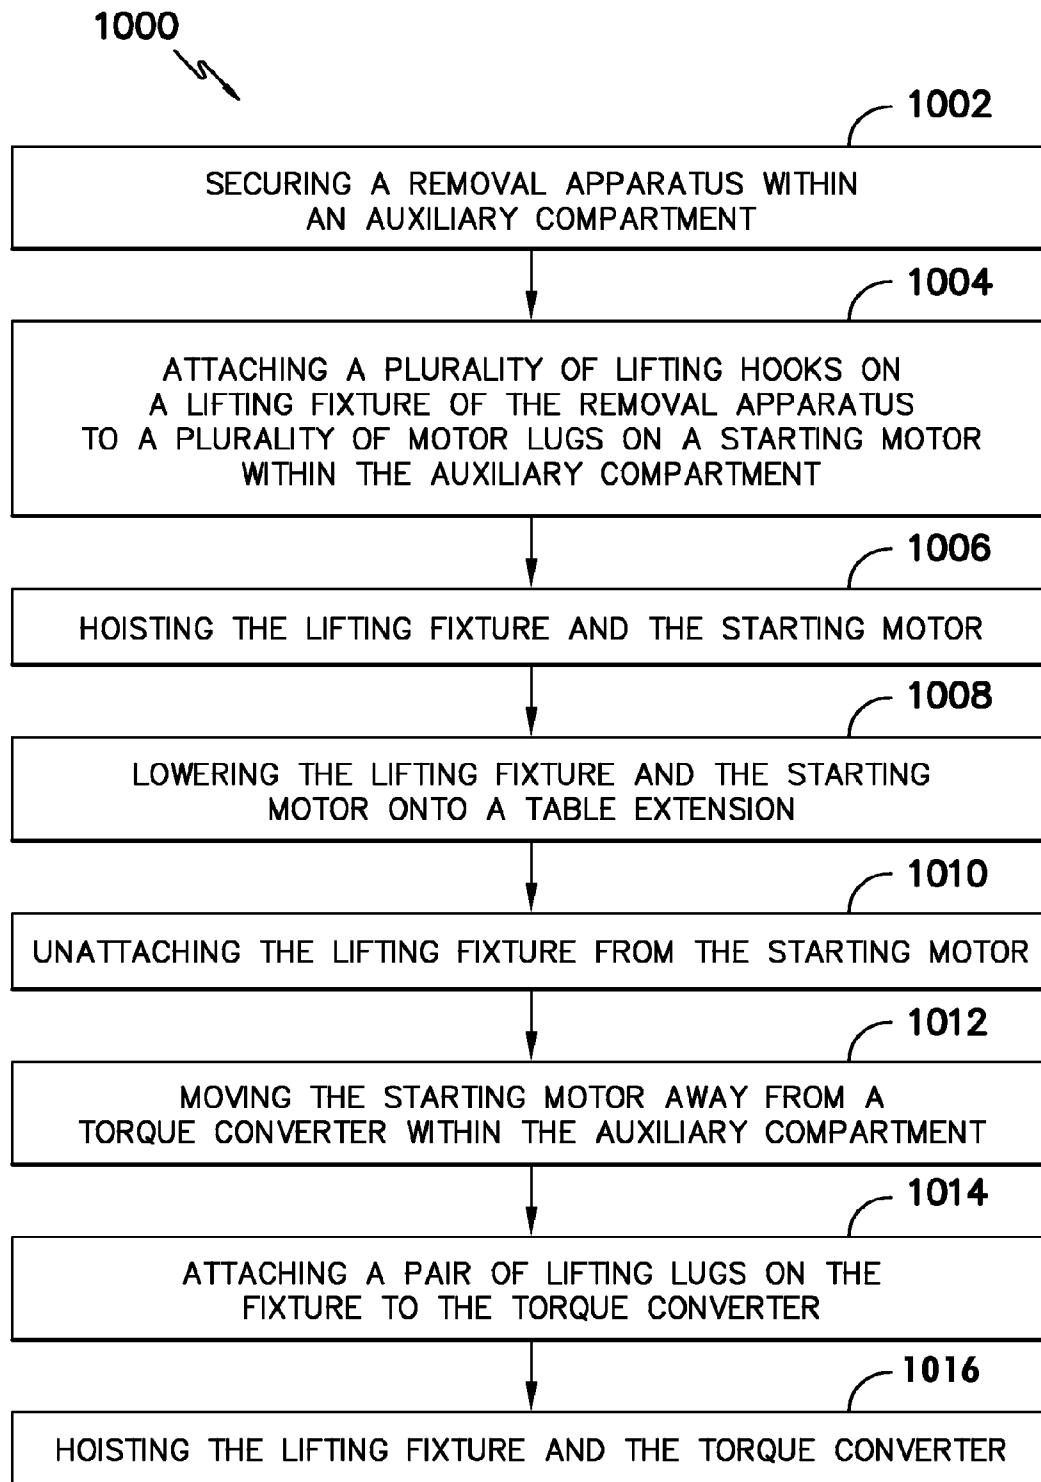 1000
1002
SECURING A REMOVAL APPARATUS WITHIN
AN AUXILIARY COMPARTMENT
1004
ATTACHING A PLURALITY OF LIFTING HOOKS ON
A LIFTING FIXTURE OF THE REMOVAL APPARATUS
TO A PLURALITY OF MOTOR LUGS ON A STARTING MOTOR
WITHIN THE AUXILIARY COMPARTMENT
1006
HOISTING THE LIFTING FIXTURE AND THE STARTING MOTOR
1008
LOWERING THE LIFTING FIXTURE AND THE STARTING
MOTOR ONTO A TABLE EXTENSION
1010
UNATTACHING THE LIFTING FIXTURE FROM THE STARTING MOTOR
1012
MOVING THE STARTING MOTOR AWAY FROM A
TORQUE CONVERTER WITHIN THE AUXILIARY COMPARTMENT
1014
ATTACHING A PAIR OF LIFTING LUGS ON THE
FIXTURE TO THE TORQUE CONVERTER
1016
HOISTING THE LIFTING FIXTURE AND THE TORQUE CONVERTER